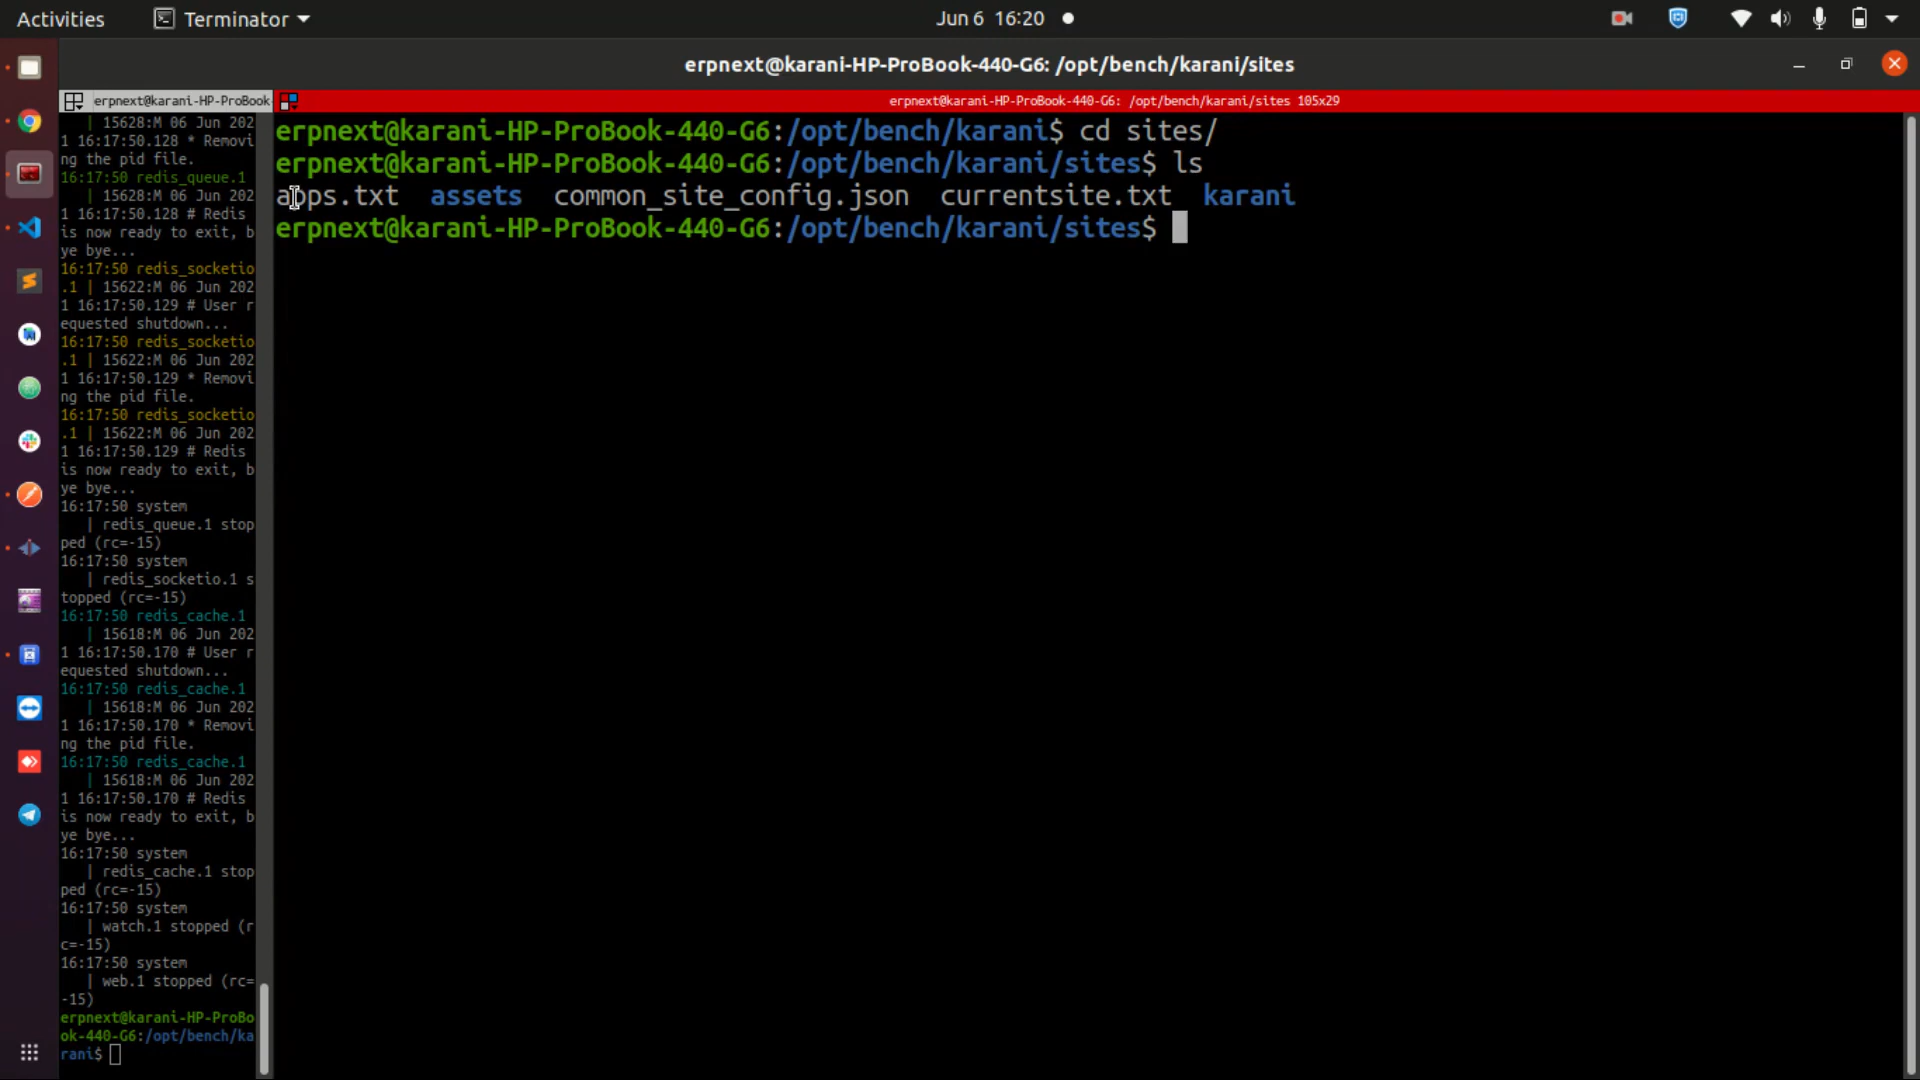 Activities
Terminator
Jun 6 16:20
erpnext@karani-HP-ProBook-440-G6: /opt/bench/karani/sites
erpnext@karani-HP-ProBook
| 15628:M 06 Jun 202
1 16:17:50.128 * Removi
ng the pid file.
16:17:50 redis_queue.1
| 15628:M 06 Jun 202
1 16:17:50.128 # Redis
is now ready to exit, b
ye bye...
16:17:50 redis_socketio
.1 | 15622:M 06 Jun 202
1 16:17:50.129 # User r
equested shutdown...
16:17:50 redis_socketio
.1 | 15622:M 06 Jun 202
1 16:17:50.129 * Removi
ng the pid file.
16:17:50 redis_socketio
.1 | 15622:M 06 Jun 202
1 16:17:50.129 # Redis
is now ready to exit, b
ye bye...
16:17:50 system
| redis_queue.1 stop
ped (rc=-15)
16:17:50 system
| redis_socketio.1 s
topped (rc=-15)
16:17:50 redis_cache.1
| 15618:M 06 Jun 202
1 16:17:50.170 # User r
equested shutdown...
16:17:50 redis_cache.1
| 15618:M 06 Jun 202
1 16:17:50.170 * Removi
ng the pid file.
16:17:50 redis_cache.1
| 15618:M 06 Jun 202
1 16:17:50.170 # Redis
is now ready to exit, b
ye bye...
16:17:50 system
| redis_cache.1 stop
ped (rc=-15)
16:17:50 system
| watch.1 stopped (r
c=-15)
16:17:50 system
| web.1 stopped (rc=
-15)
erpnext@karani-HP-ProBo
ok-440-G6:/opt/bench/ka
rani$
erpnext@karani-HP-ProBook-440-G6: /opt/bench/karani/sites 105x29
erpnext@karani-HP-ProBook-440-G6:/opt/bench/karani$ cd sites/
erpnext@karani-HP-ProBook-440-G6:/opt/bench/karani/sites$ ls
apps.txt assets common_site_config.json currentsite.txt karani
erpnext@karani-HP-ProBook-440-G6:/opt/bench/karani/sites$